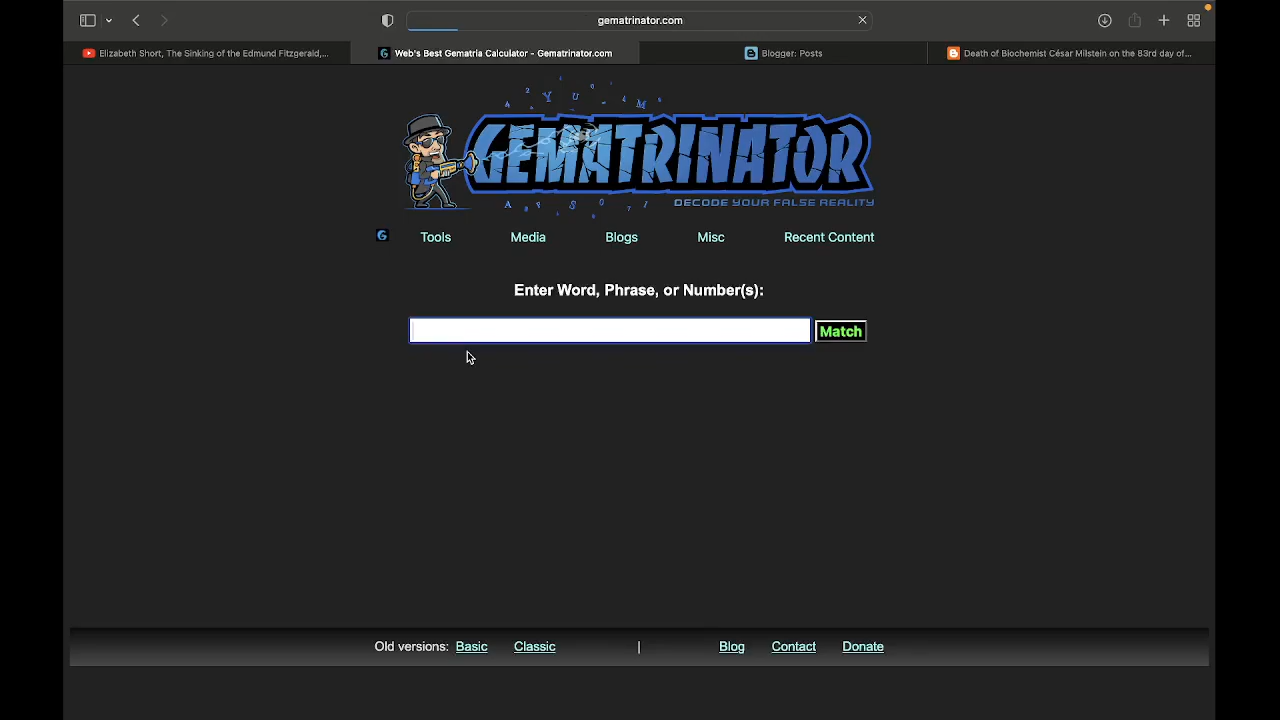 gematrinator.com
Elizabeth Short, The Sinking of the Edmund Fitzgerald,...
Web's Best Gematria Calculator - Gematrinator.com
Blogger: Posts
Death of Biochemist César Milstein on the 83rd day of...
GEMATRINATOR
DECODE YOUR FALSE REALITY
Tools
Media
Blogs
Misc
Recent Content
Enter Word, Phrase, or Number(s):
Match
Old versions: Basic Classic | Blog Contact Donate